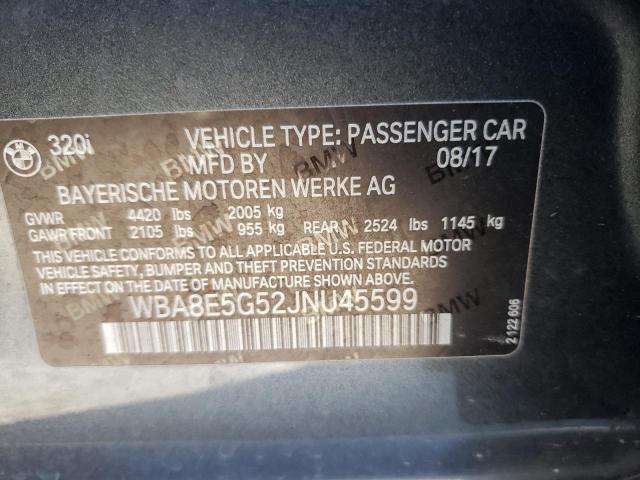 320i VEHICLE TYPE: PASSENGER CAR
MFD BY 08/17
BAYERISCHE MOTOREN WERKE AG
GVWR 4420 lbs 2005 kg
GAWR FRONT 2105 lbs 955 kg REAR 2524 lbs 1145 kg
THIS VEHICLE CONFORMS TO ALL APPLICABLE U.S. FEDERAL MOTOR
VEHICLE SAFETY, BUMPER AND THEFT PREVENTION STANDARDS
IN EFFECT ON THE DATE OF MANUFACTURE SHOWN ABOVE.
WBA8E5G52JNU45599
2 122 606